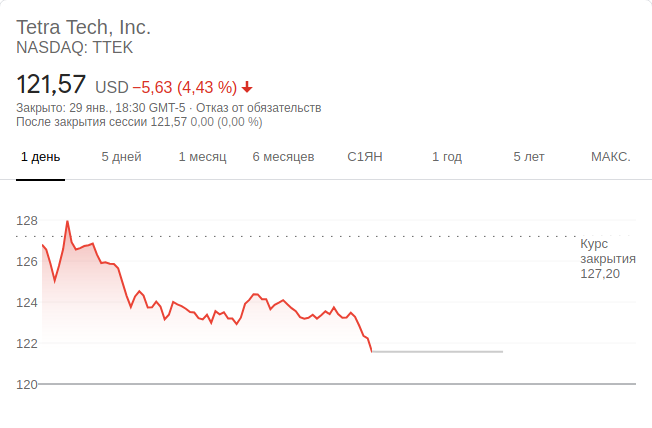 Tetra Tech, Inc.
NASDAQ: TTEK
121,57 USD −5,63 (4,43 %)
Закрыто: 29 янв., 18:30 GMT-5 · Отказ от обязательств
После закрытия сессии 121,57 0,00 (0,00 %)
1 день 5 дней 1 месяц 6 месяцев С1ЯН 1 год 5 лет МАКС.
128
Курс
закрытия
127,20
126
124
122
120